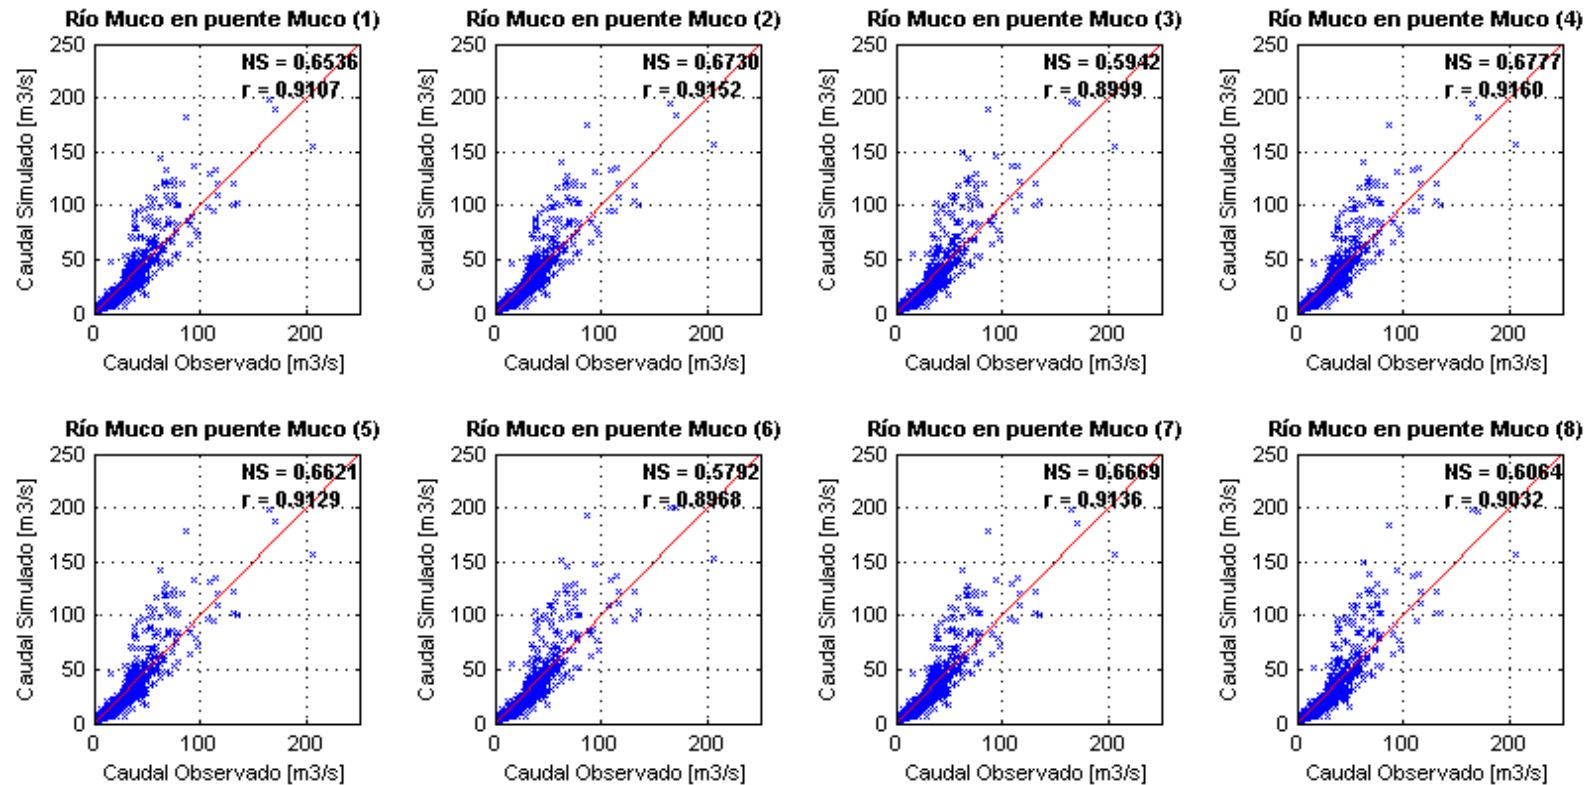 Río Muco en puente Muco (1)
NS = 0.6536
r = 0.9107
250
200
150
100
50
0
0
100
200
Caudal Simulado [m3/s]
Caudal Observado [m3/s]
Río Muco en puente Muco (2)
NS = 0.6730
r = 0.9152
250
200
150
100
50
0
0
100
200
Caudal Simulado [m3/s]
Caudal Observado [m3/s]
Río Muco en puente Muco (3)
NS = 0.5942
r = 0.8999
250
200
150
100
50
0
0
100
200
Caudal Simulado [m3/s]
Caudal Observado [m3/s]
Río Muco en puente Muco (4)
NS = 0.6777
r = 0.9160
250
200
150
100
50
0
0
100
200
Caudal Simulado [m3/s]
Caudal Observado [m3/s]
Río Muco en puente Muco (5)
NS = 0.6621
r = 0.9129
250
200
150
100
50
0
0
100
200
Caudal Simulado [m3/s]
Caudal Observado [m3/s]
Río Muco en puente Muco (6)
NS = 0.5792
r = 0.8968
250
200
150
100
50
0
0
100
200
Caudal Simulado [m3/s]
Caudal Observado [m3/s]
Río Muco en puente Muco (7)
NS = 0.6669
r = 0.9136
250
200
150
100
50
0
0
100
200
Caudal Simulado [m3/s]
Caudal Observado [m3/s]
Río Muco en puente Muco (8)
NS = 0.6064
r = 0.9032
250
200
150
100
50
0
0
100
200
Caudal Simulado [m3/s]
Caudal Observado [m3/s]